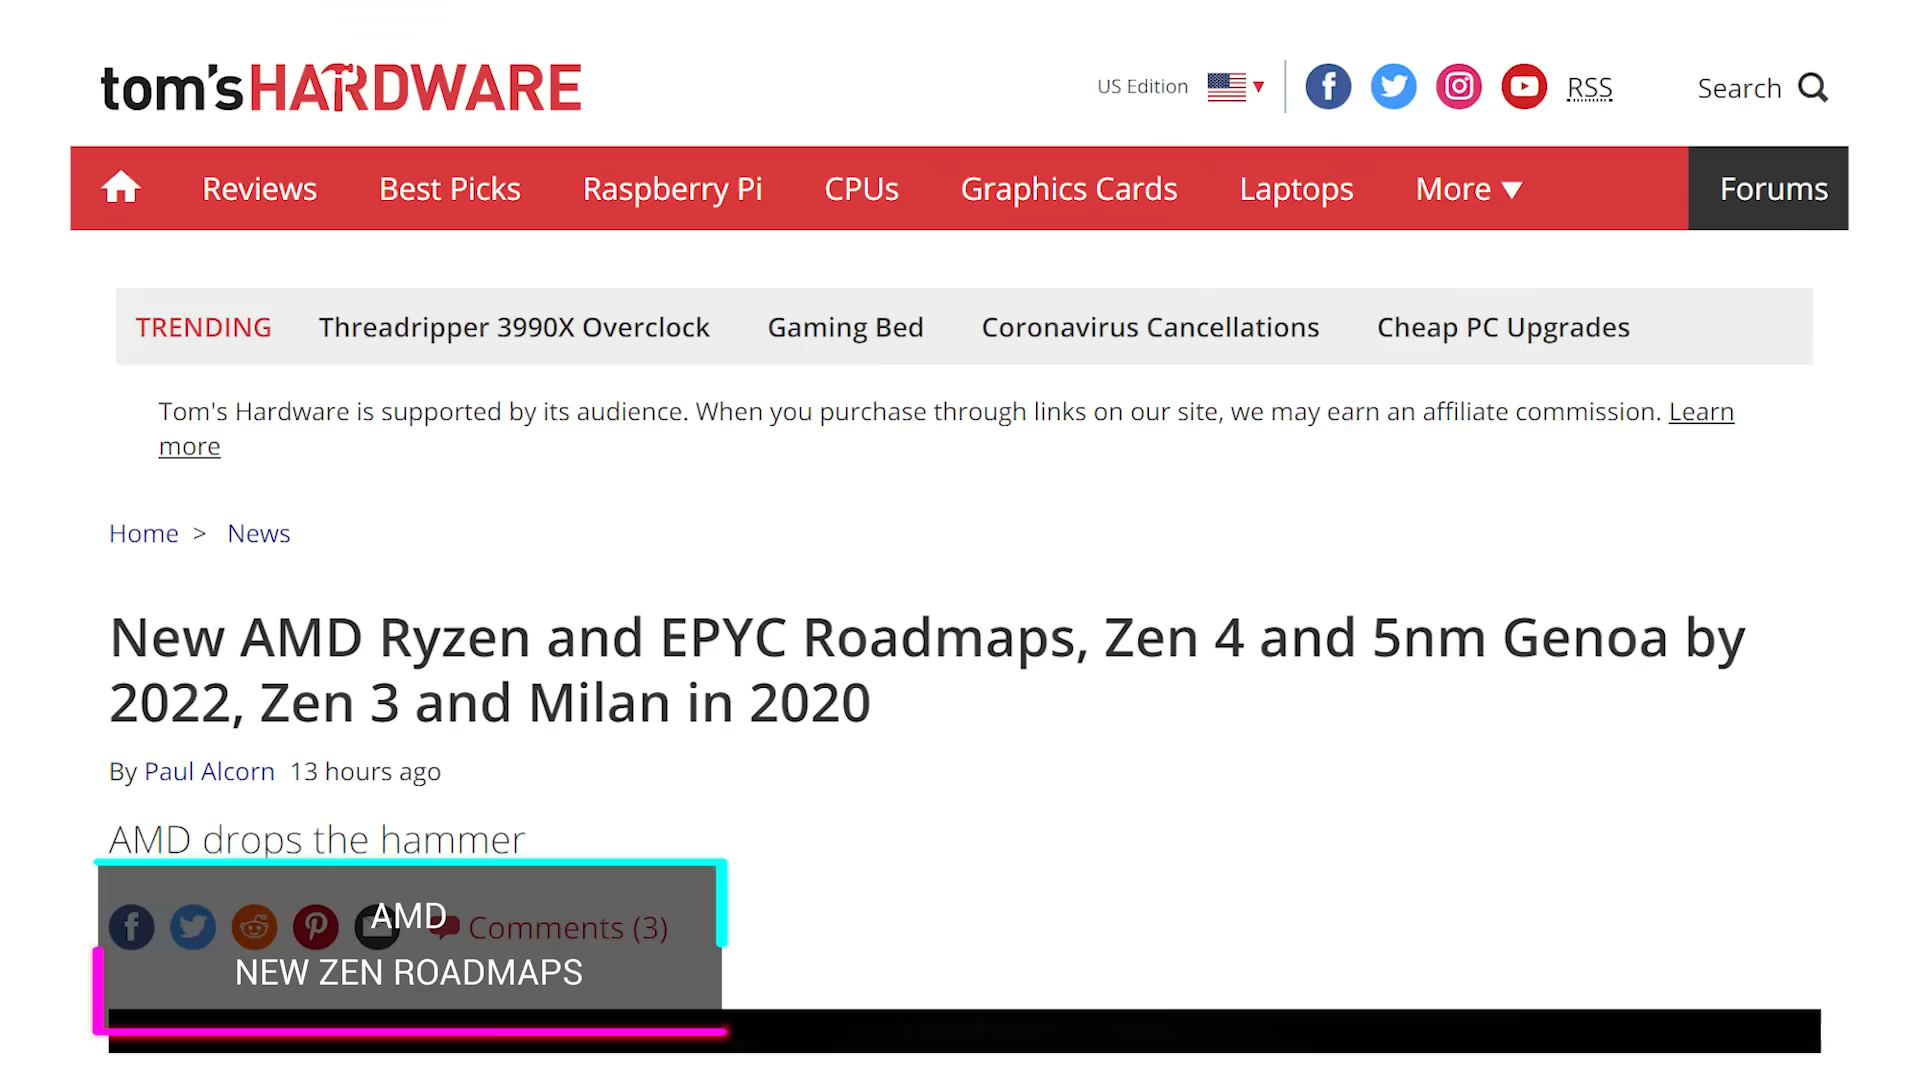 tom'sHARDWARE
US Edition
RSS
Search
Reviews
Best Picks
Raspberry Pi
CPUs
Graphics Cards
Laptops
More
Forums
TRENDING
Threadripper 3990X Overclock
Gaming Bed
Coronavirus Cancellations
Cheap PC Upgrades
Tom's Hardware is supported by its audience. When you purchase through links on our site, we may earn an affiliate commission. Learn
more
Home > News
New AMD Ryzen and EPYC Roadmaps, Zen 4 and 5nm Genoa by
2022, Zen 3 and Milan in 2020
By Paul Alcorn 13 hours ago
AMD drops the hammer
Comments (3)
AMD
NEW ZEN ROADMAPS